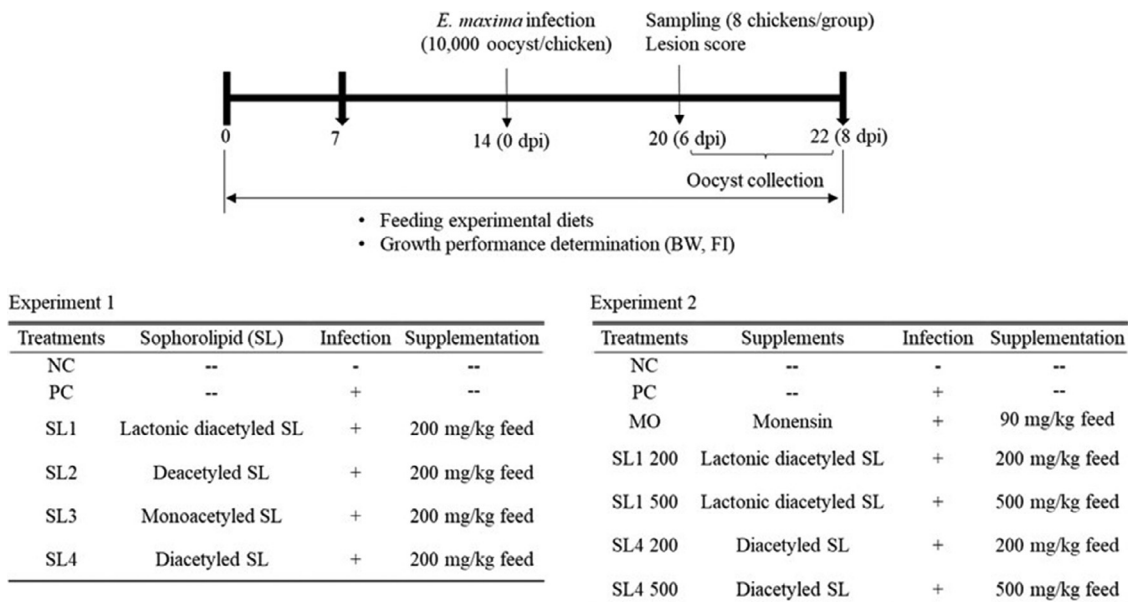 E. maxima infection
(10,000 oocyst/chicken)
Sampling (8 chickens/group)
Lesion score
0
7
14 (0 dpi)
20 (6 dpi)
22 (8 dpi)
Oocyst collection
• Feeding experimental diets
• Growth performance determination (BW, FI)
Experiment 1
Treatments Sophorolipid (SL) Infection Supplementation
NC -- - --
PC -- + --
SL1 Lactonic diacetyled SL + 200 mg/kg feed
SL2 Deacetyled SL + 200 mg/kg feed
SL3 Monoacetyled SL + 200 mg/kg feed
SL4 Diacetyled SL + 200 mg/kg feed
Experiment 2
Treatments Supplements Infection Supplementation
NC -- - --
PC -- + --
MO Monensin + 90 mg/kg feed
SL1 200 Lactonic diacetyled SL + 200 mg/kg feed
SL1 500 Lactonic diacetyled SL + 500 mg/kg feed
SL4 200 Diacetyled SL + 200 mg/kg feed
SL4 500 Diacetyled SL + 500 mg/kg feed